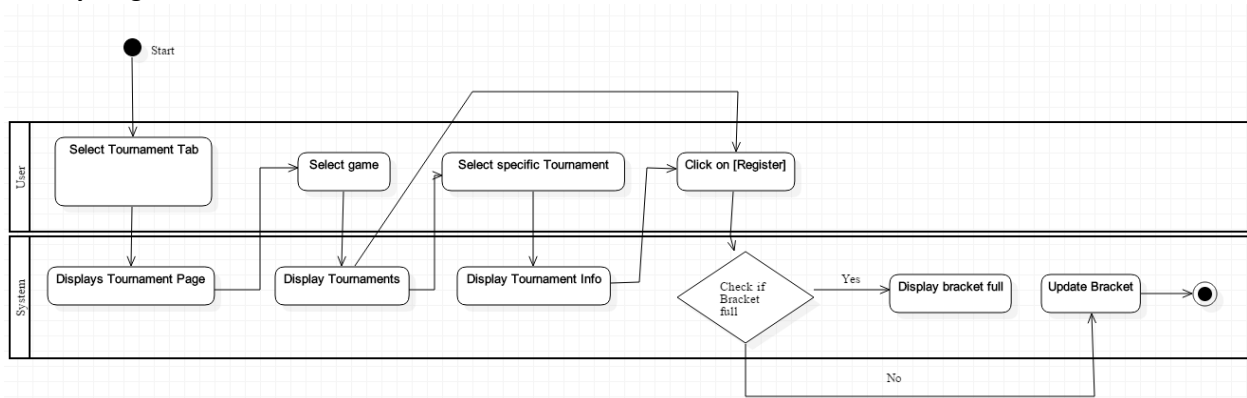 Start
User
Select Tournament Tab
Select game
Select specific Tournament
Click on [Register]
System
Displays Tournament Page
Display Tournaments
Display Tournament Info
Check if
Bracket
full
Yes
Display bracket full
Update Bracket
No